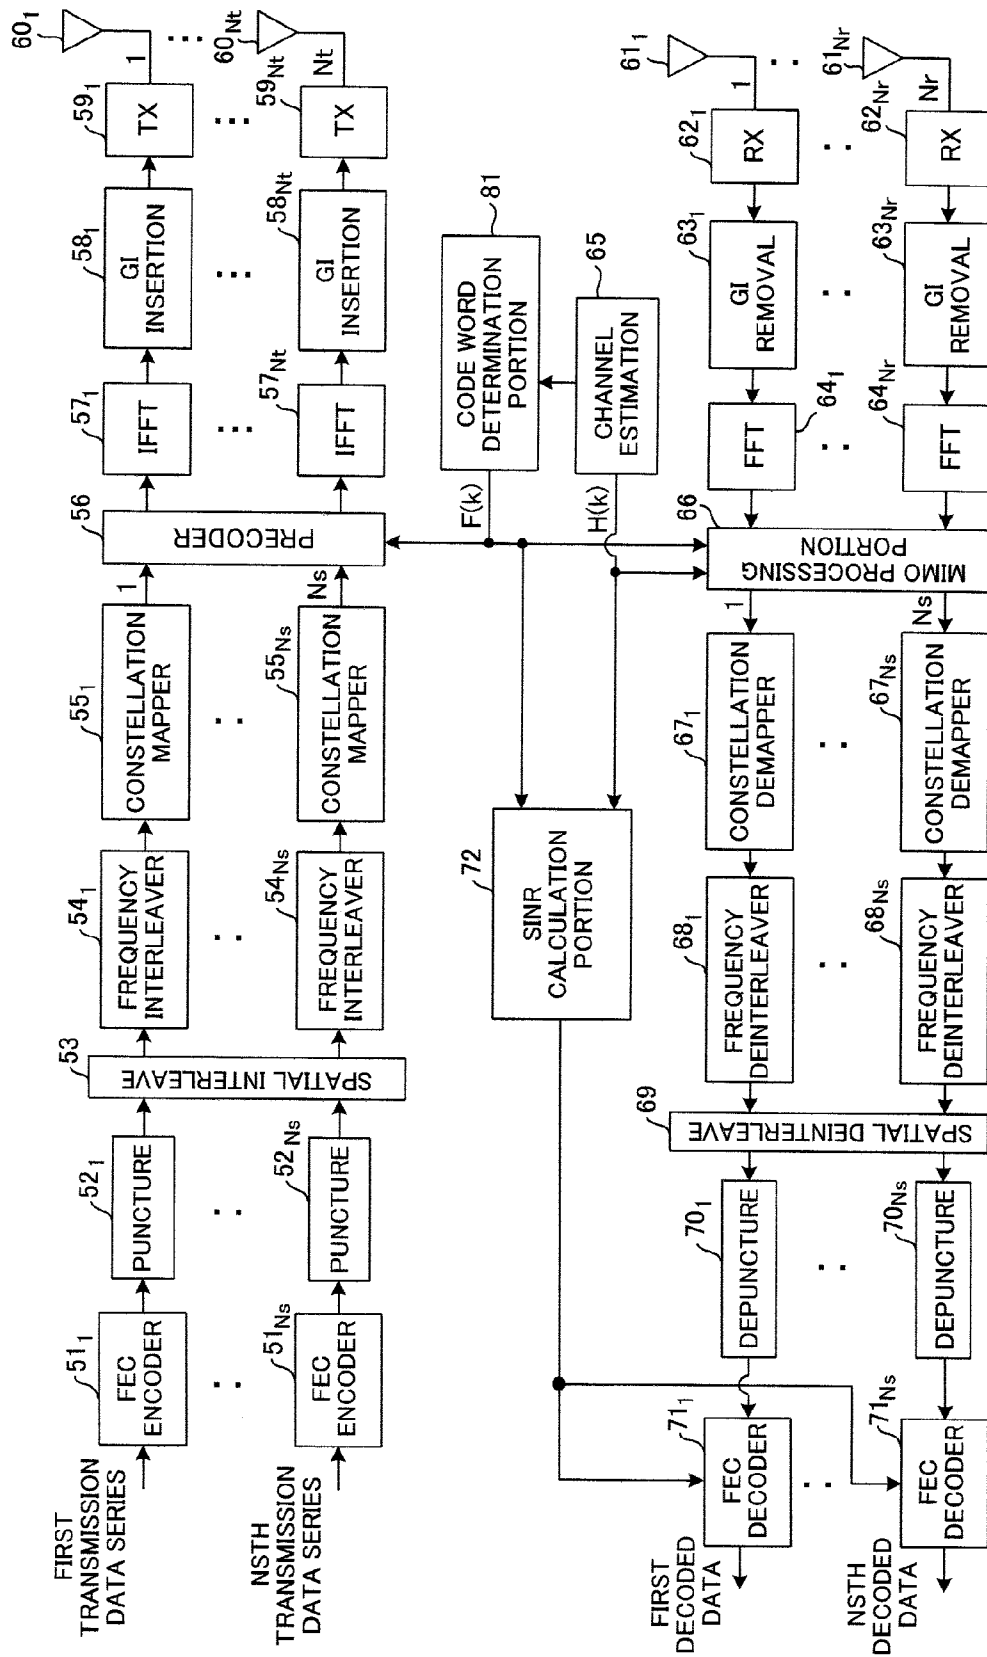 FIRST
TRANSMISSION
DATA SERIES
51₁
FEC
ENCODER
52₁
PUNCTURE
53
SPATIAL INTERLEAVE
54₁
FREQUENCY
INTERLEAVER
55₁
CONSTELLATION
MAPPER
1
56
PRECODER
57₁
IFFT
58₁
GI
INSERTION
59₁
TX
1
60₁
NSTH
TRANSMISSION
DATA SERIES
51Ns
FEC
ENCODER
52Ns
PUNCTURE
54Ns
FREQUENCY
INTERLEAVER
55Ns
CONSTELLATION
MAPPER
Ns
57Nt
IFFT
58Nt
GI
INSERTION
59Nt
TX
Nt
60Nt
72
SINR
CALCULATION
PORTION
F(k)
81
CODE WORD
DETERMINATION
PORTION
H(k)
65
CHANNEL
ESTIMATION
FIRST
DECODED
DATA
71₁
FEC
DECODER
70₁
DEPUNCTURE
69
SPATIAL DEINTERLEAVE
68₁
FREQUENCY
DEINTERLEAVER
67₁
CONSTELLATION
DEMAPPER
1
66
MIMO PROCESSING
PORTION
64₁
FFT
63₁
GI
REMOVAL
62₁
RX
1
61₁
NSTH
DECODED
DATA
71Ns
FEC
DECODER
70Ns
DEPUNCTURE
68Ns
FREQUENCY
DEINTERLEAVER
67Ns
CONSTELLATION
DEMAPPER
Ns
64Nr
FFT
63Nr
GI
REMOVAL
62Nr
RX
Nr
61Nr